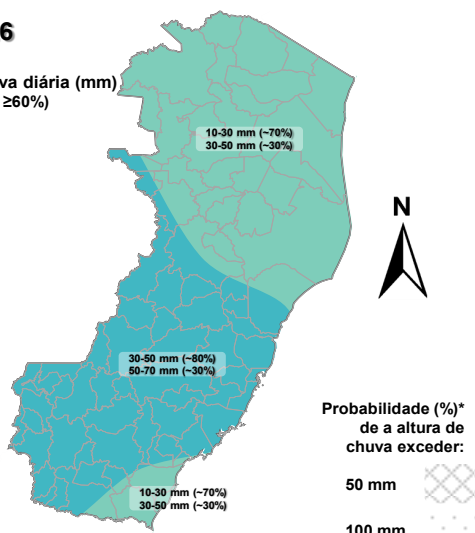 6
va diária (mm)
≥60%)
10-30 mm (~70%)
30-50 mm (~30%)
N
30-50 mm (~80%)
50-70 mm (~30%)
Probabilidade (%)*
de a altura de
chuva exceder:
10-30 mm (~70%)
30-50 mm (~30%)
50 mm
100 mm